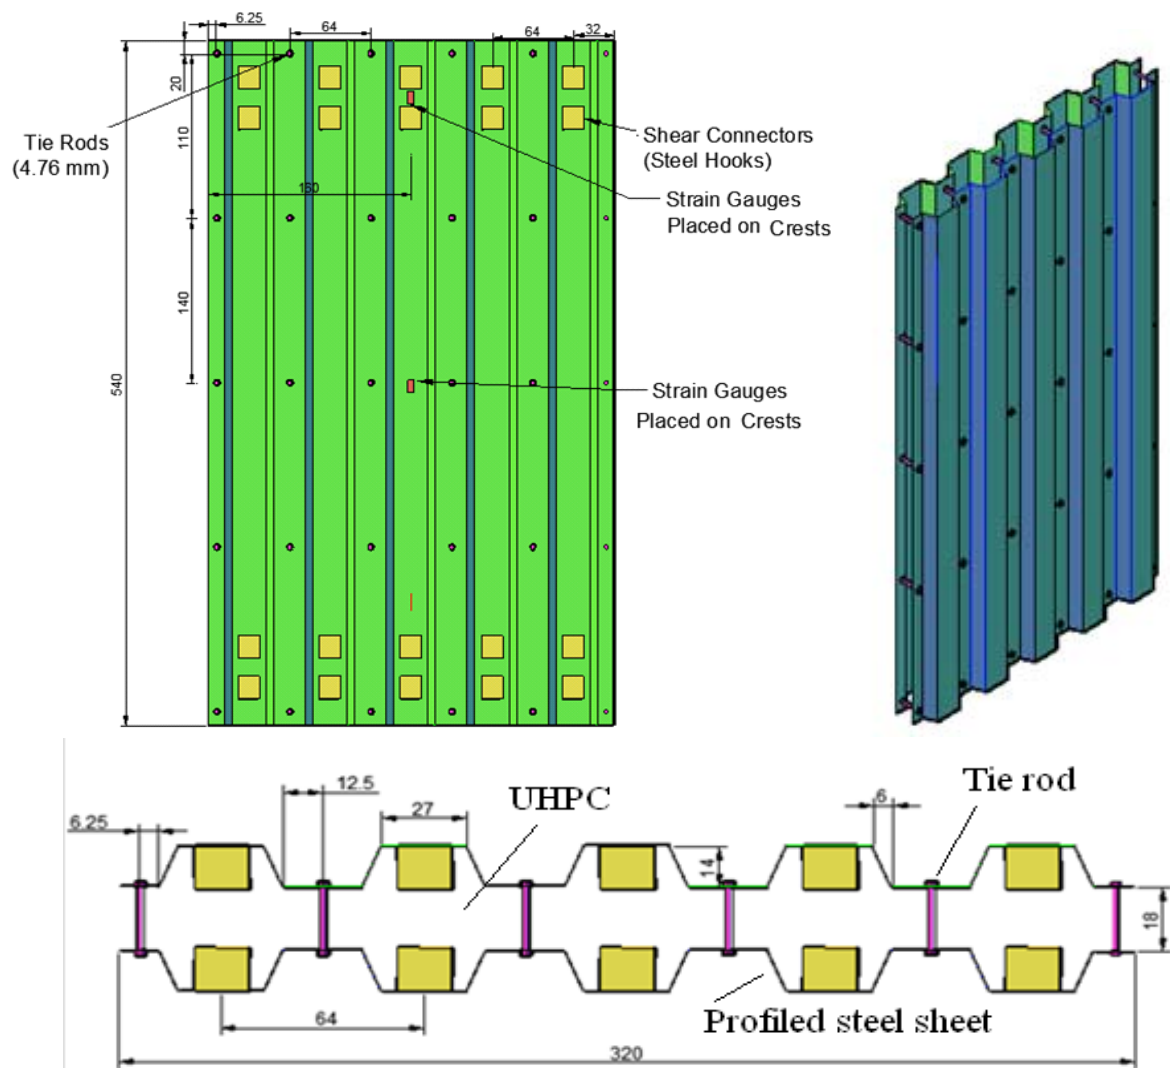 6.25
64
64
32
20
Tie Rods
(4.76 mm)
110
Shear Connectors
(Steel Hooks)
160
Strain Gauges
Placed on Crests
140
540
Strain Gauges
Placed on Crests
12.5
UHPC
Tie rod
6.25
27
6
14
18
64
Profiled steel sheet
320